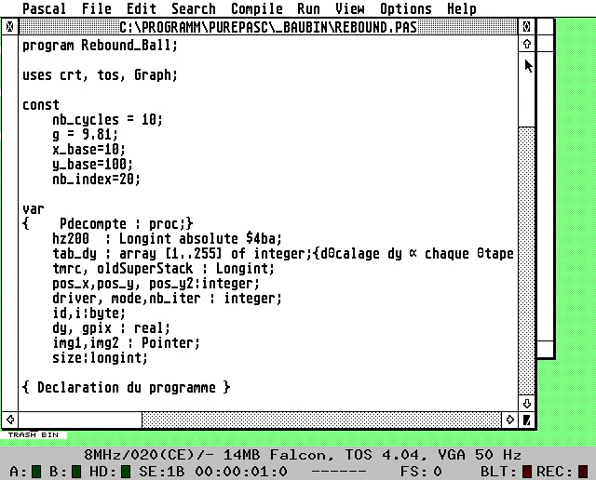 Pascal File Edit Search Compile Run View Options Help
C:\PROGRAMM\PUREPASC\_BAUBIN\REBOUND.PAS
program Rebound_Ball;
uses crt, tos, Graph;
const
nb_cycles = 10;
g = 9.81;
x_base=10;
y_base=100;
nb_index=20;
var
{ Pdecompte : proc;}
hz200 : Longint absolute $4ba;
tab_dy : array [1..255] of integer;{dΘcalage dy ∝ chaque Θtape
tmrc, oldSuperStack : Longint;
pos_x,pos_y, pos_y2:integer;
driver, mode,nb_iter : integer;
id,i:byte;
dy, gpix : real;
img1,img2 : Pointer;
size:longint;
{ Declaration du programme }
TRASH BIN
8MHz/020(CE)/- 14MB Falcon, TOS 4.04, VGA 50 Hz
A: B: HD: SE:1B 00:00:01:0 ------ FS: 0 BLT: REC: